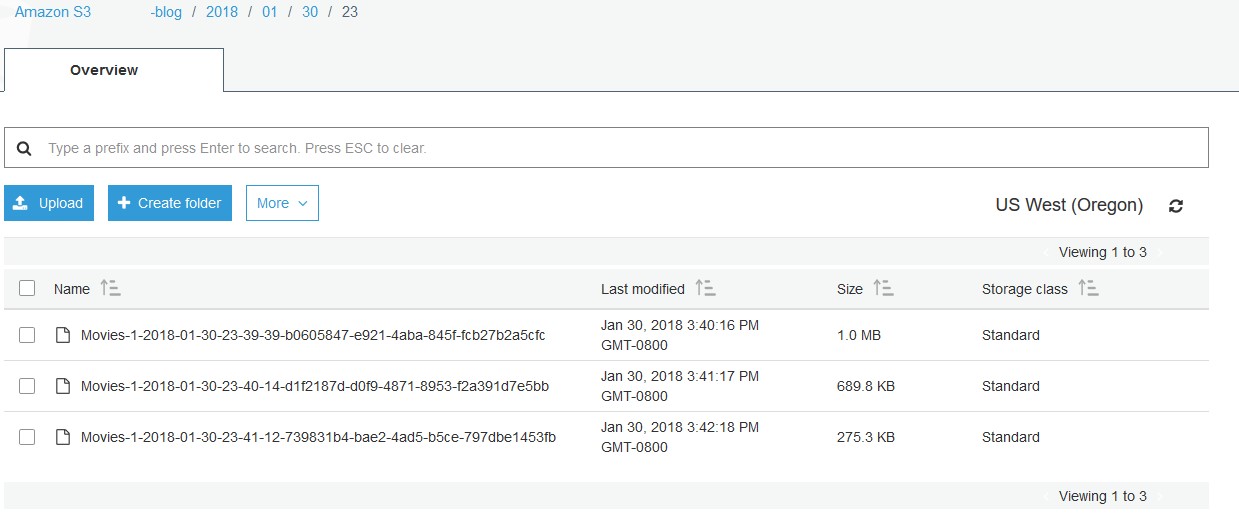 Amazon S3 -blog / 2018 / 01 / 30 / 23
Overview
Type a prefix and press Enter to search. Press ESC to clear.
Upload Create folder More US West (Oregon)
Viewing 1 to 3
Name Last modified Size Storage class
Movies-1-2018-01-30-23-39-39-b0605847-e921-4aba-845f-fcb27b2a5cfc Jan 30, 2018 3:40:16 PM 1.0 MB Standard
GMT-0800
Movies-1-2018-01-30-23-40-14-d1f2187d-d0f9-4871-8953-f2a391d7e5bb Jan 30, 2018 3:41:17 PM 689.8 KB Standard
GMT-0800
Movies-1-2018-01-30-23-41-12-739831b4-bae2-4ad5-b5ce-797dbe1453fb Jan 30, 2018 3:42:18 PM 275.3 KB Standard
GMT-0800
Viewing 1 to 3